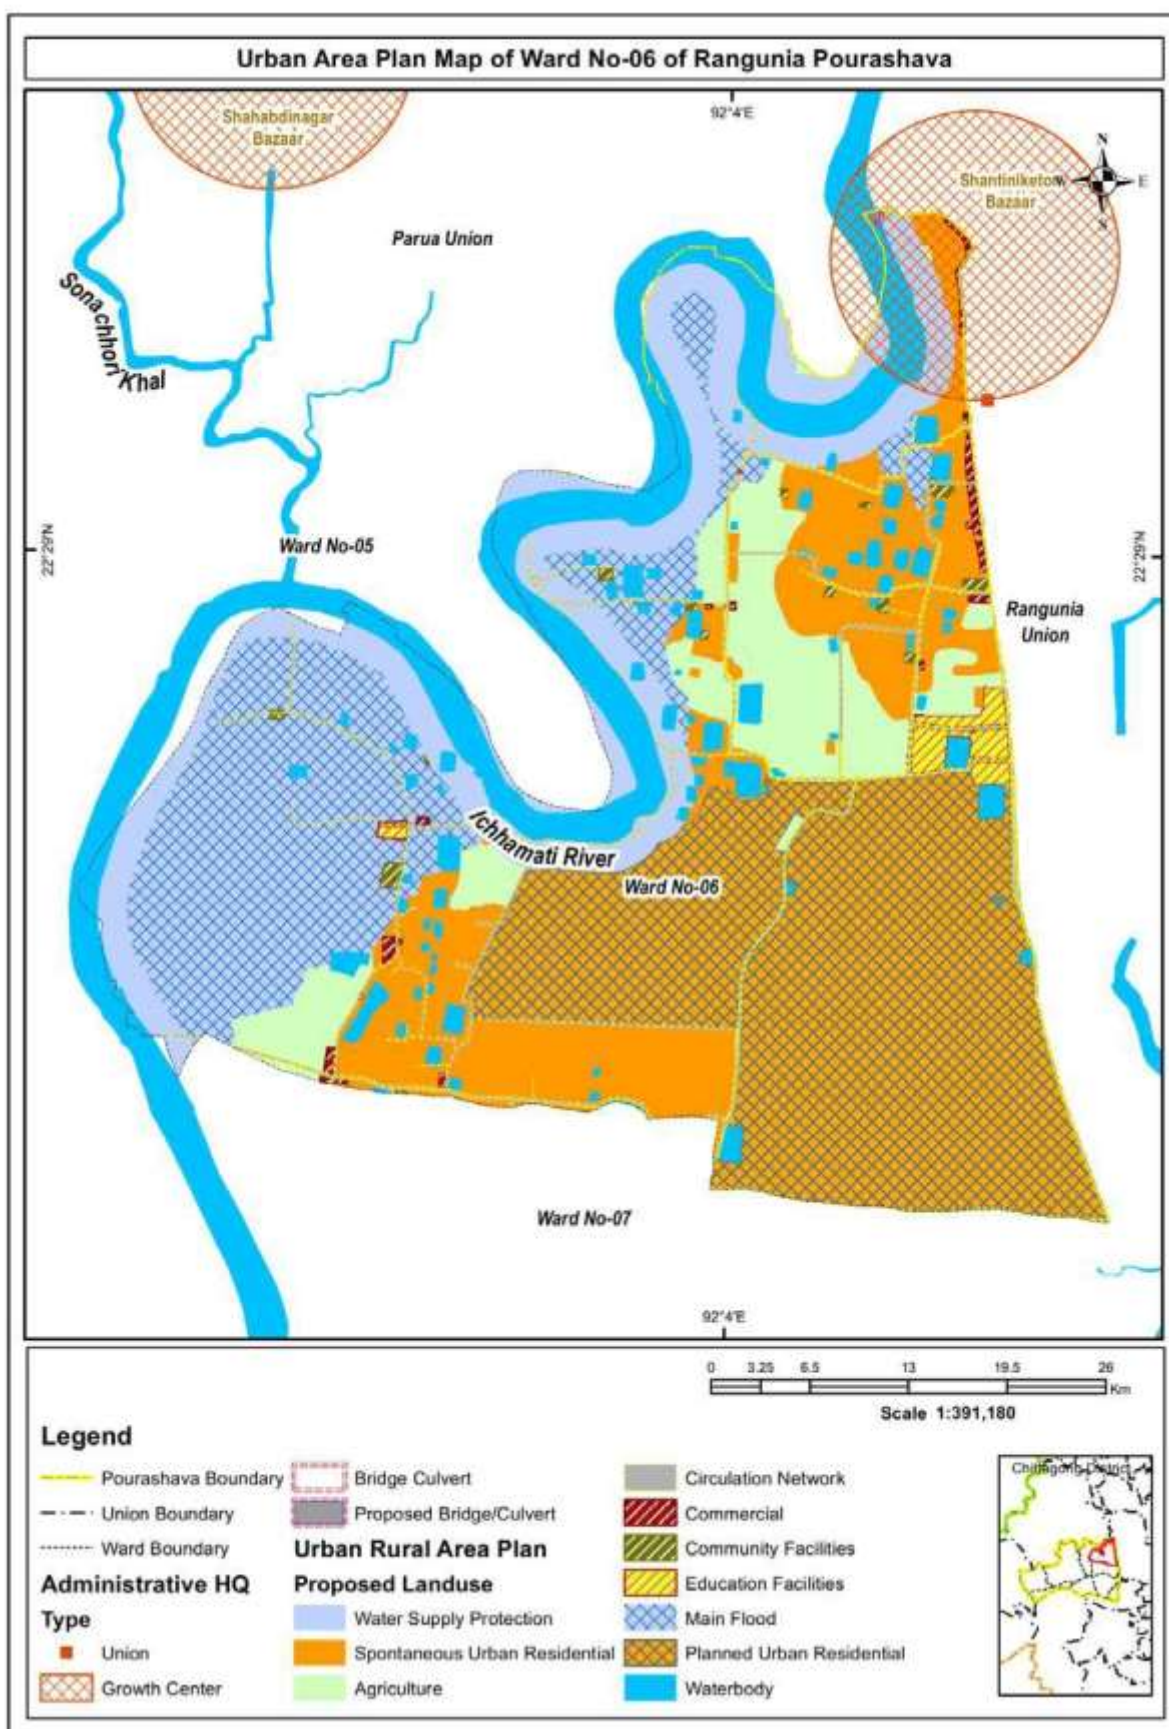 Urban Area Plan Map of Ward No-06 of Rangunia Pourashava
92°4'E
Shahabdinagar
Bazaar
Shantiniketon
Bazaar
N
W
E
S
Parua Union
Sonachhori Khal
22°29'N
22°29'N
Ward No-05
Rangunia
Union
Ichhamati River
Ward No-06
Ward No-07
92°4'E
0 3.25 6.5 13 19.5 26
Km
Scale 1:391,180
Legend
Pourashava Boundary
Union Boundary
Ward Boundary
Administrative HQ
Type
Union
Growth Center
Bridge Culvert
Proposed Bridge/Culvert
Urban Rural Area Plan
Proposed Landuse
Water Supply Protection
Spontaneous Urban Residential
Agriculture
Circulation Network
Commercial
Community Facilities
Education Facilities
Main Flood
Planned Urban Residential
Waterbody
Chittagong District